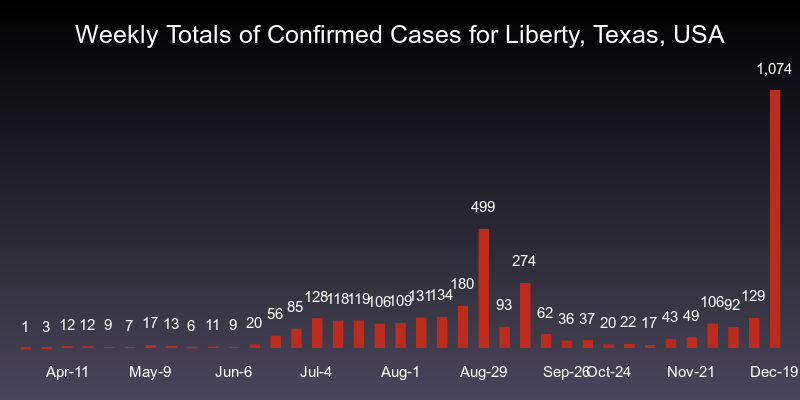 Weekly Totals of Confirmed Cases for Liberty, Texas, USA
1 3 12 12 9 7 17 13 6 11 9 20 56 85 128 118 119 106 109 131 134 180 499 93 274 62 36 37 20 22 17 43 49 106 92 129 1,074
Apr-11 May-9 Jun-6 Jul-4 Aug-1 Aug-29 Sep-26 Oct-24 Nov-21 Dec-19